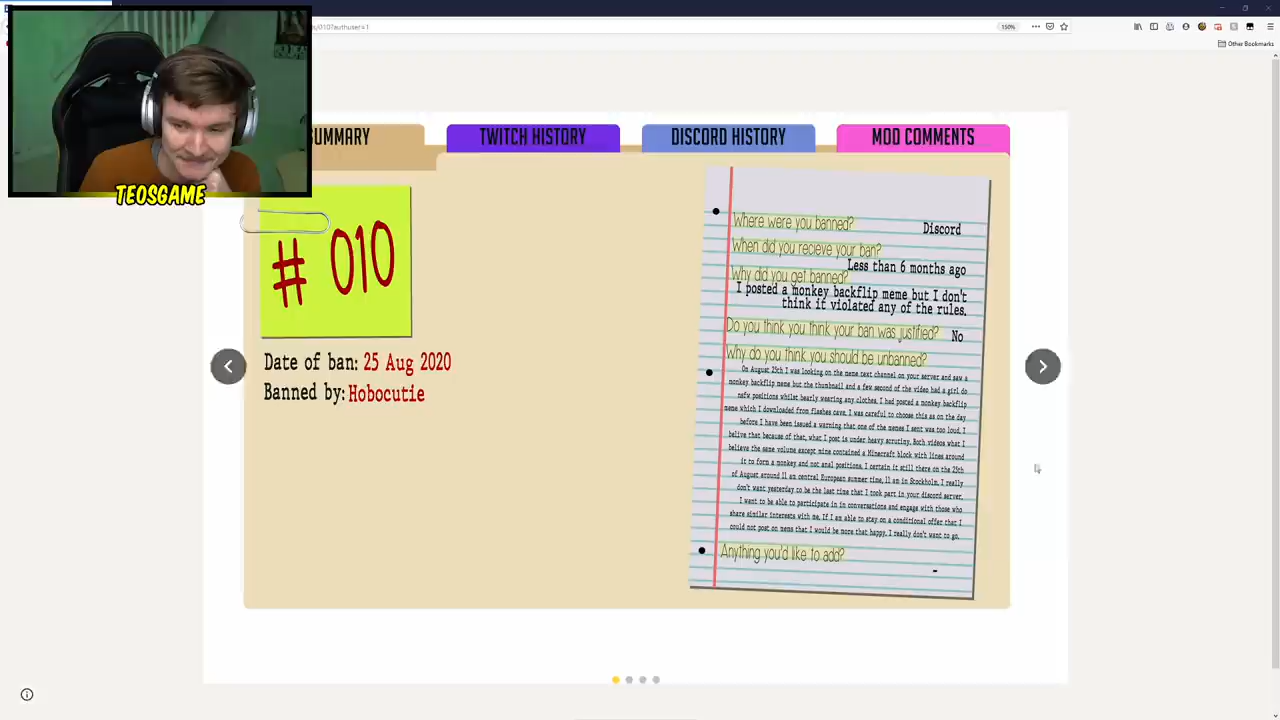 s/010?authuser=1
150%
Other Bookmarks
TEOSGAME
SUMMARY
TWITCH HISTORY
DISCORD HISTORY
MOD COMMENTS
# 010
Date of ban: 25 Aug 2020
Banned by: Hobocutie
Where were you banned?
Discord
When did you recieve your ban?
Less than 6 months ago
Why did you get banned?
I posted a monkey backflip meme but I don't
think it violated any of the rules.
Do you think you think your ban was justified?
No
Why do you think you should be unbanned?
On August 25th I was looking on the meme text channel on your server and saw a
monkey backflip meme but the thumbnail and a few second of the video had a girl do
nsfw positions whilst bearly wearing any clothes. I had posted a monkey backflip
meme which I downloaded from flashes cave. I was careful to choose this as on the day
before I have been issued a warning that one of the memes I sent was too loud. I
belive that because of that, what I post is under heavy scrutiny. Both videos what I
believe the same volume except mine contained a Minecraft block with lines around
it to form a monkey and not anal positions. I certain it still there on the 25th
of August around 11 am central European summer time, 11 am in Stockholm. I really
don't want yesterday to be the last time that I took part in your discord server.
I want to be able to participate in in conversations and engage with those who
share similar interests with me. If I am able to stay on a conditional offer that I
could not post on mems that I would be more that happy. I really don't want to go.
Anything you'd like to add?
-